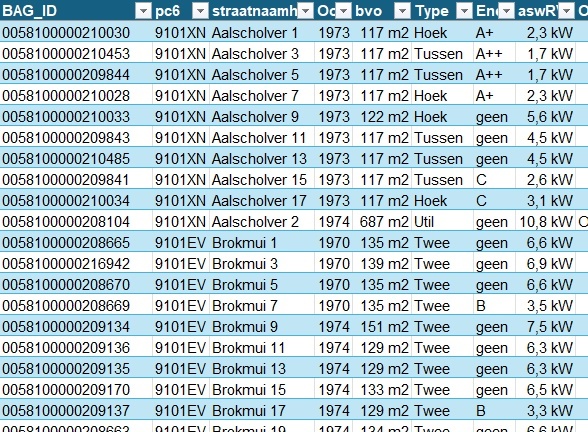 BAG_ID pc6 straatnaamh Oc bvo Type Ene aswRV O
0058100000210030 9101XN Aalscholver 1 1973 117 m2 Hoek A+ 2,3 kW
0058100000210453 9101XN Aalscholver 3 1973 117 m2 Tussen A++ 1,7 kW
0058100000209844 9101XN Aalscholver 5 1973 117 m2 Tussen A++ 1,7 kW
0058100000210028 9101XN Aalscholver 7 1973 117 m2 Hoek A+ 2,3 kW
0058100000210033 9101XN Aalscholver 9 1973 122 m2 Hoek geen 5,6 kW
0058100000209843 9101XN Aalscholver 11 1973 117 m2 Tussen geen 4,5 kW
0058100000210485 9101XN Aalscholver 13 1973 117 m2 Tussen geen 4,5 kW
0058100000209841 9101XN Aalscholver 15 1973 117 m2 Tussen C 2,6 kW
0058100000210034 9101XN Aalscholver 17 1973 117 m2 Hoek C 3,1 kW
0058100000208104 9101XN Aalscholver 2 1974 687 m2 Util geen 10,8 kW O
0058100000208665 9101EV Brokmui 1 1970 135 m2 Twee geen 6,6 kW
0058100000216942 9101EV Brokmui 3 1970 139 m2 Twee geen 6,9 kW
0058100000208670 9101EV Brokmui 5 1970 135 m2 Twee geen 6,6 kW
0058100000208669 9101EV Brokmui 7 1970 135 m2 Twee B 3,5 kW
0058100000209134 9101EV Brokmui 9 1974 151 m2 Twee geen 7,5 kW
0058100000209136 9101EV Brokmui 11 1974 129 m2 Twee geen 6,3 kW
0058100000209135 9101EV Brokmui 13 1974 129 m2 Twee geen 6,3 kW
0058100000209170 9101EV Brokmui 15 1974 133 m2 Twee geen 6,5 kW
0058100000209137 9101EV Brokmui 17 1974 129 m2 Twee B 3,3 kW
0058100000208663 9101EV Brokmui 19 1974 134 m2 Twee geen 6,6 kW